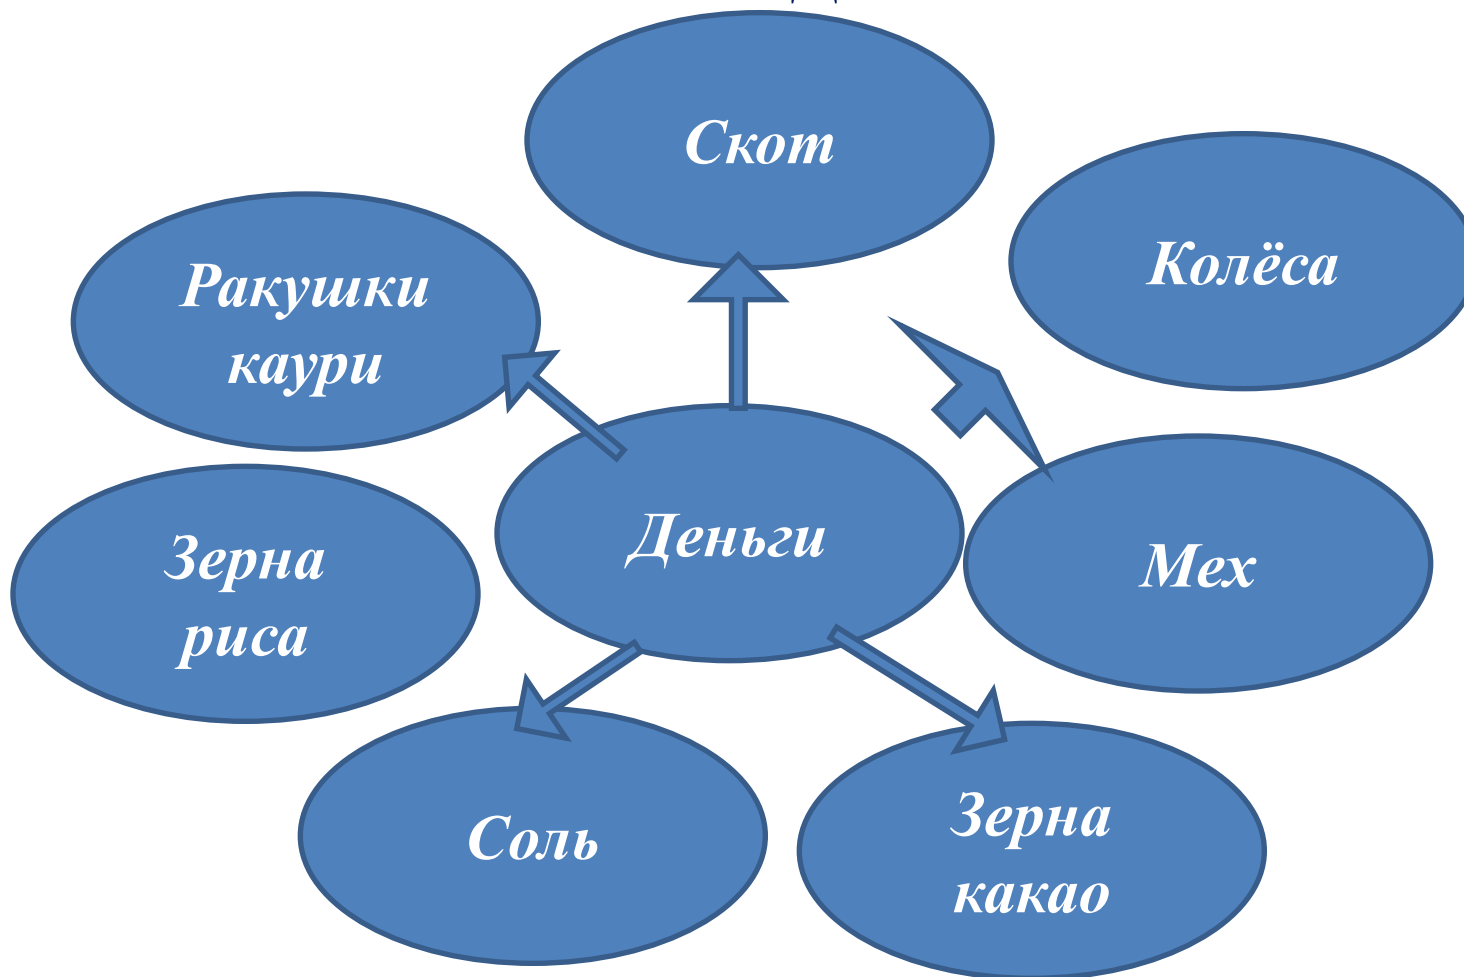 Скот
Колёса
Ракушки
каури
Деньги
Мех
Зерна
риса
Соль
Зерна
какао